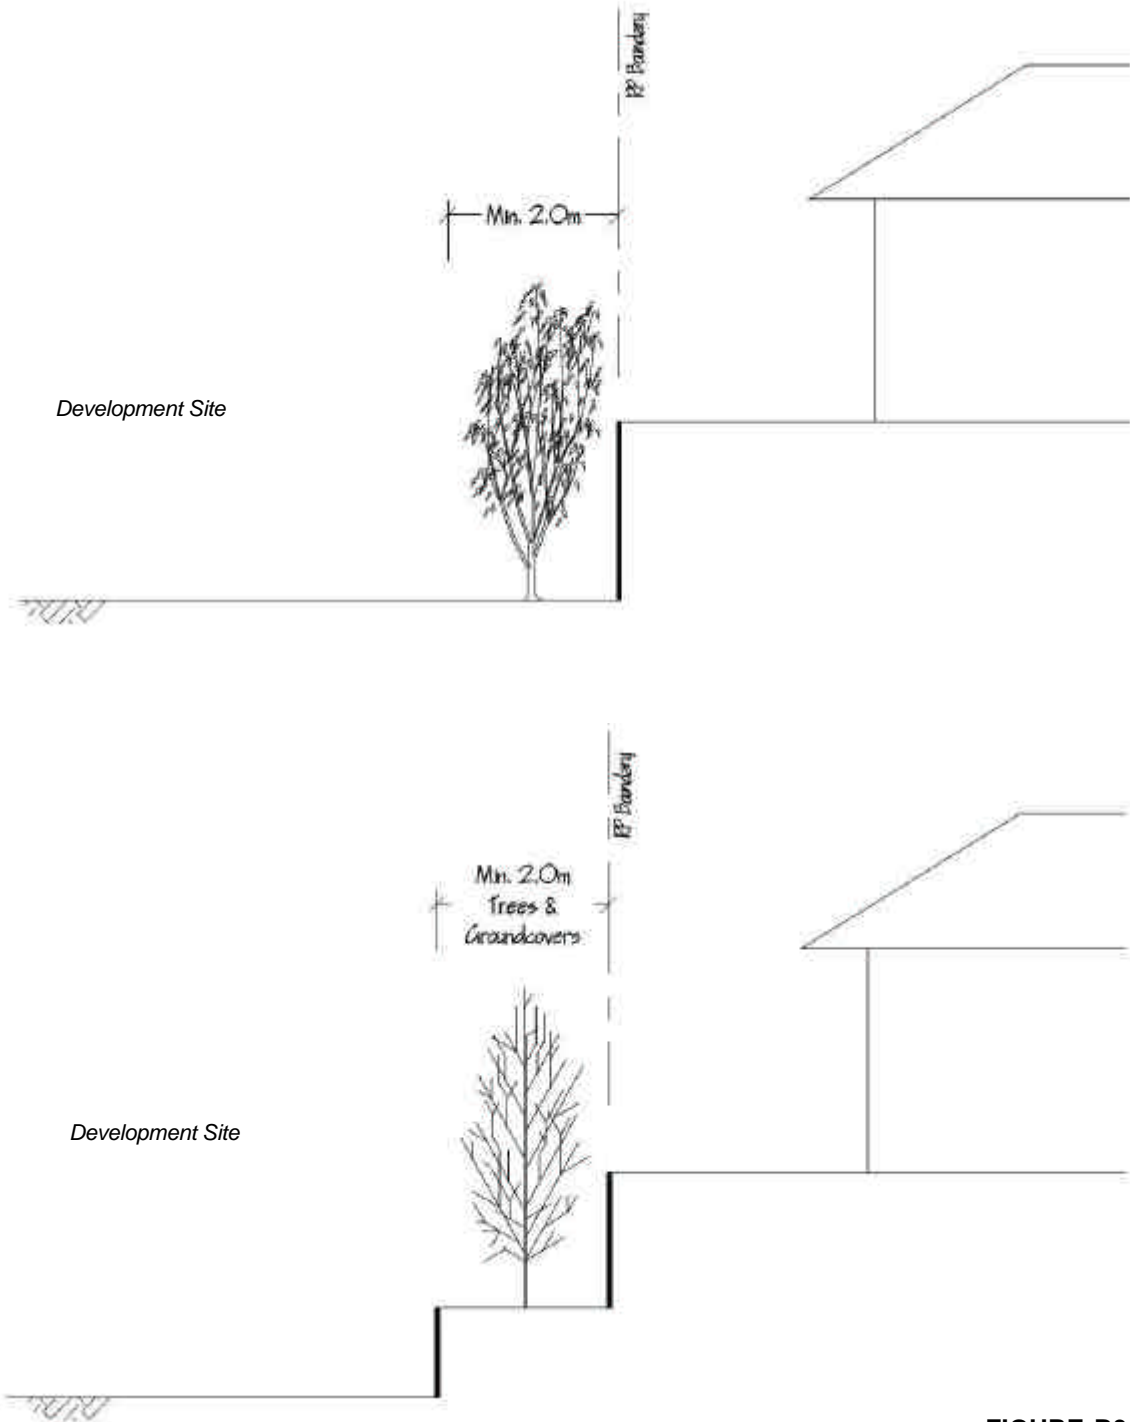 RP Boundary
Min. 2.0m
Development Site
RP Boundary
Min. 2.0m
Trees &
Groundcovers
Development Site